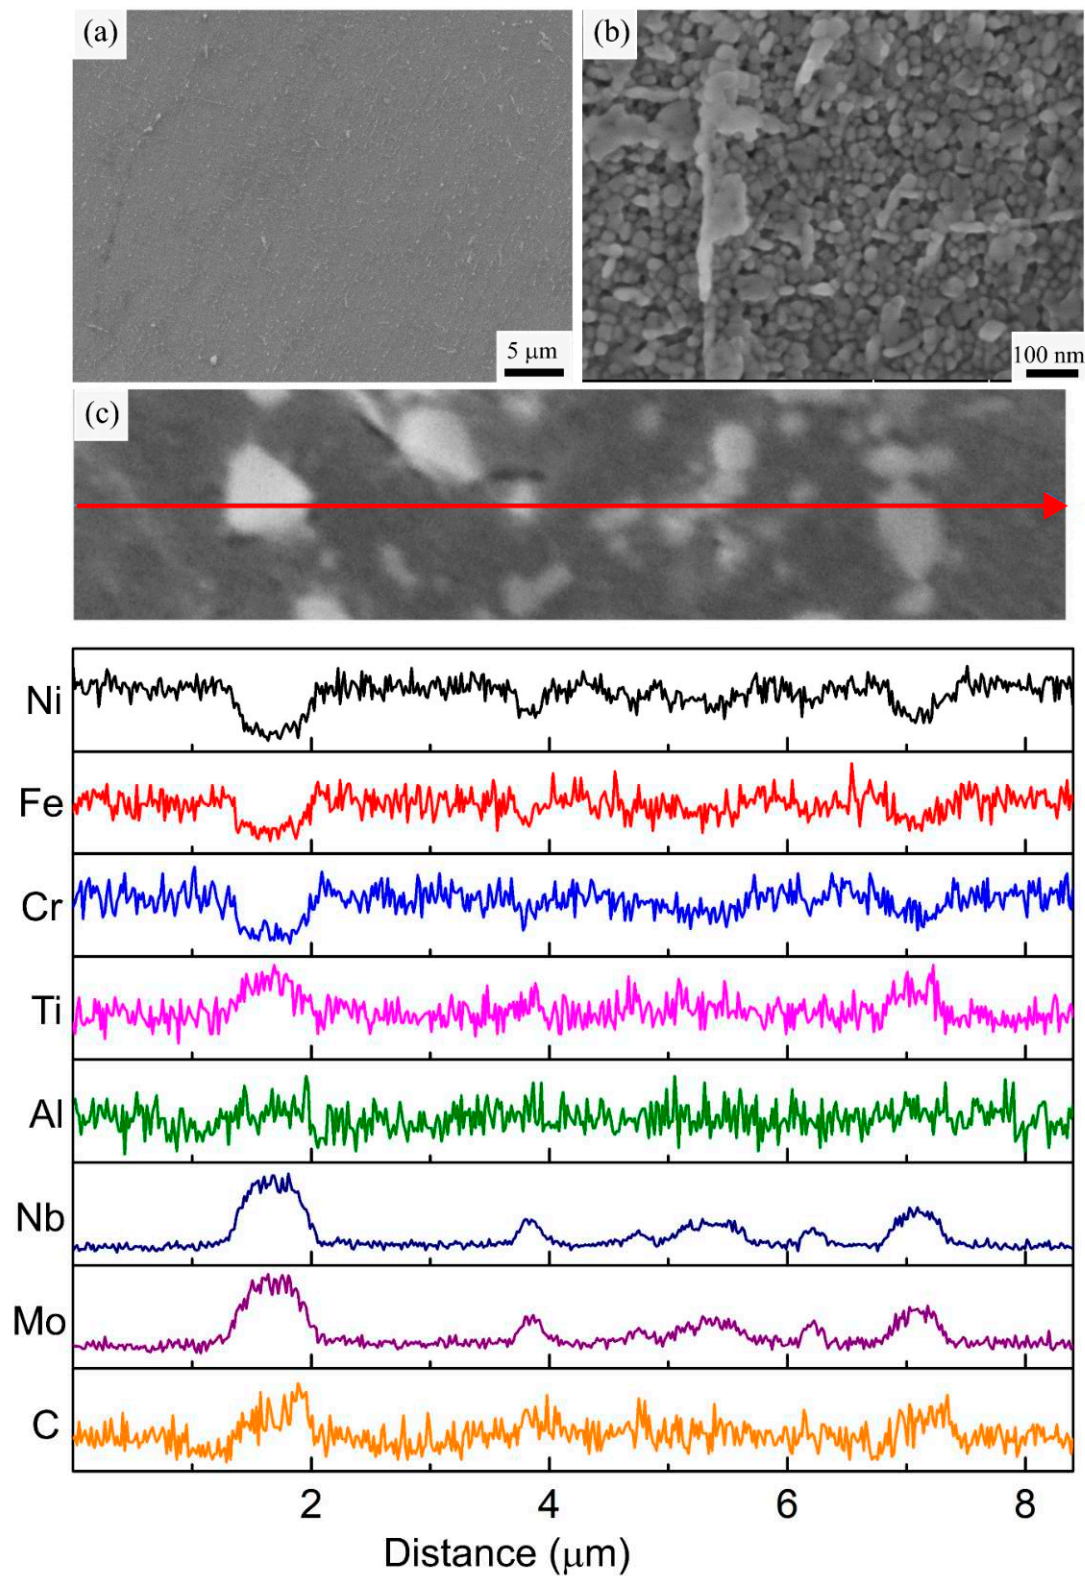 (a)
(b)
5 μm
100 nm
(c)
Ni
Fe
Cr
Ti
Al
Nb
Mo
C
2 4 6 8
Distance (μm)